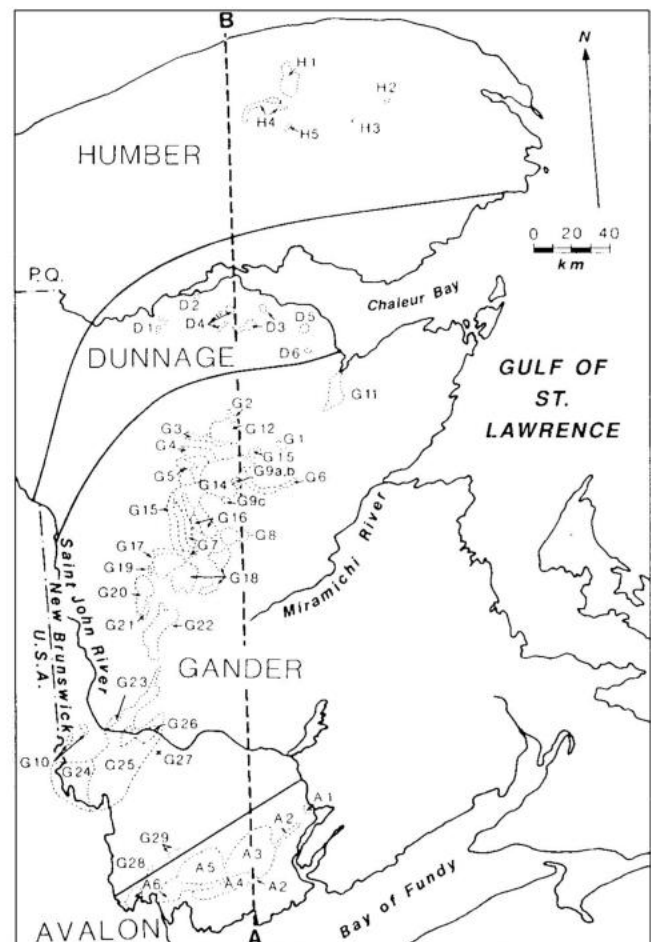 B
N
H1
H2
H4
H3
H5
HUMBER
0 20 40
km
P.Q.
Chaleur Bay
D2
D1
D4
D3
D5
DUNNAGE
D6
GULF OF
ST.
LAWRENCE
G11
G2
G3
G12
G1
G4
G15
G5
G9a,b
G14
G6
G15
G9c
G16
G7
G8
G17
G19
G18
G20
G21
G22
Miramichi River
Saint John River
New Brunswick
U.S.A.
GANDER
G23
G26
G10
G24
G25
G27
A1
A2
G29
A3
G28
A5
A4
A2
A6
Bay of Fundy
AVALON
A